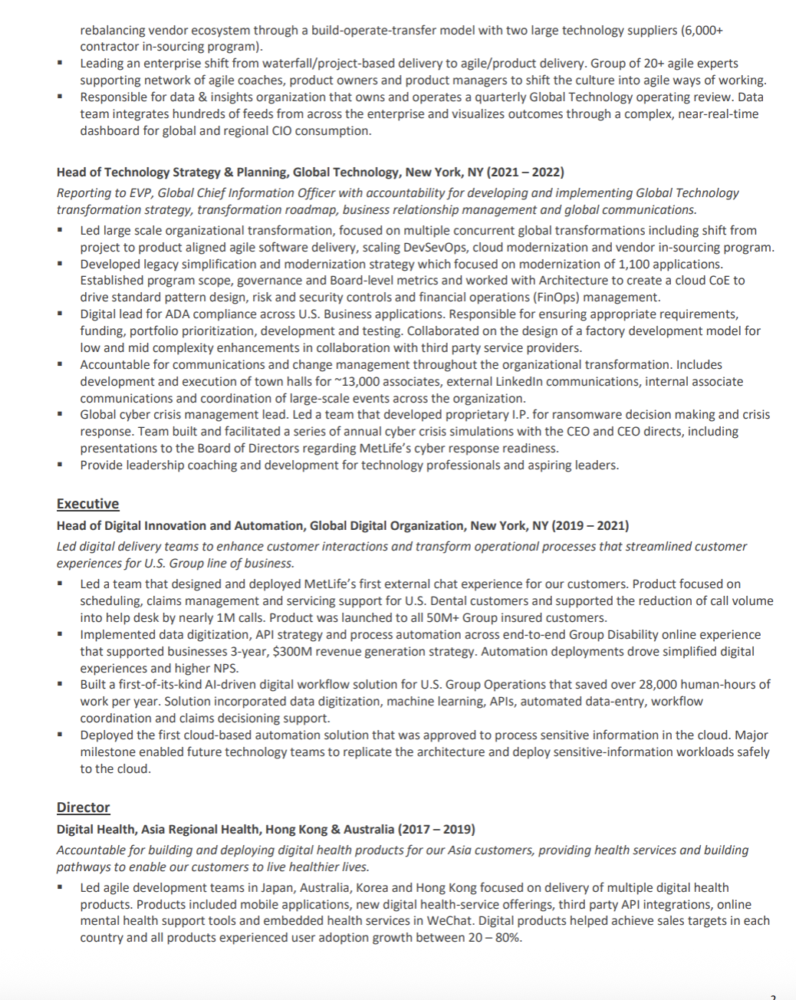 rebalancing vendor ecosystem through a build-operate-transfer model with two large technology suppliers (6,000+
contractor in-sourcing program).
▪ Leading an enterprise shift from waterfall/project-based delivery to agile/product delivery. Group of 20+ agile experts
supporting network of agile coaches, product owners and product managers to shift the culture into agile ways of working.
▪ Responsible for data & insights organization that owns and operates a quarterly Global Technology operating review. Data
team integrates hundreds of feeds from across the enterprise and visualizes outcomes through a complex, near-real-time
dashboard for global and regional CIO consumption.
Head of Technology Strategy & Planning, Global Technology, New York, NY (2021 – 2022)
Reporting to EVP, Global Chief Information Officer with accountability for developing and implementing Global Technology
transformation strategy, transformation roadmap, business relationship management and global communications.
▪ Led large scale organizational transformation, focused on multiple concurrent global transformations including shift from
project to product aligned agile software delivery, scaling DevSevOps, cloud modernization and vendor in-sourcing program.
▪ Developed legacy simplification and modernization strategy which focused on modernization of 1,100 applications.
Established program scope, governance and Board-level metrics and worked with Architecture to create a cloud CoE to
drive standard pattern design, risk and security controls and financial operations (FinOps) management.
▪ Digital lead for ADA compliance across U.S. Business applications. Responsible for ensuring appropriate requirements,
funding, portfolio prioritization, development and testing. Collaborated on the design of a factory development model for
low and mid complexity enhancements in collaboration with third party service providers.
▪ Accountable for communications and change management throughout the organizational transformation. Includes
development and execution of town halls for ~13,000 associates, external LinkedIn communications, internal associate
communications and coordination of large-scale events across the organization.
▪ Global cyber crisis management lead. Led a team that developed proprietary I.P. for ransomware decision making and crisis
response. Team built and facilitated a series of annual cyber crisis simulations with the CEO and CEO directs, including
presentations to the Board of Directors regarding MetLife's cyber response readiness.
▪ Provide leadership coaching and development for technology professionals and aspiring leaders.
Executive
Head of Digital Innovation and Automation, Global Digital Organization, New York, NY (2019 – 2021)
Led digital delivery teams to enhance customer interactions and transform operational processes that streamlined customer
experiences for U.S. Group line of business.
▪ Led a team that designed and deployed MetLife's first external chat experience for our customers. Product focused on
scheduling, claims management and servicing support for U.S. Dental customers and supported the reduction of call volume
into help desk by nearly 1M calls. Product was launched to all 50M+ Group insured customers.
▪ Implemented data digitization, API strategy and process automation across end-to-end Group Disability online experience
that supported businesses 3-year, $300M revenue generation strategy. Automation deployments drove simplified digital
experiences and higher NPS.
▪ Built a first-of-its-kind AI-driven digital workflow solution for U.S. Group Operations that saved over 28,000 human-hours of
work per year. Solution incorporated data digitization, machine learning, APIs, automated data-entry, workflow
coordination and claims decisioning support.
▪ Deployed the first cloud-based automation solution that was approved to process sensitive information in the cloud. Major
milestone enabled future technology teams to replicate the architecture and deploy sensitive-information workloads safely
to the cloud.
Director
Digital Health, Asia Regional Health, Hong Kong & Australia (2017 – 2019)
Accountable for building and deploying digital health products for our Asia customers, providing health services and building
pathways to enable our customers to live healthier lives.
▪ Led agile development teams in Japan, Australia, Korea and Hong Kong focused on delivery of multiple digital health
products. Products included mobile applications, new digital health-service offerings, third party API integrations, online
mental health support tools and embedded health services in WeChat. Digital products helped achieve sales targets in each
country and all products experienced user adoption growth between 20 – 80%.